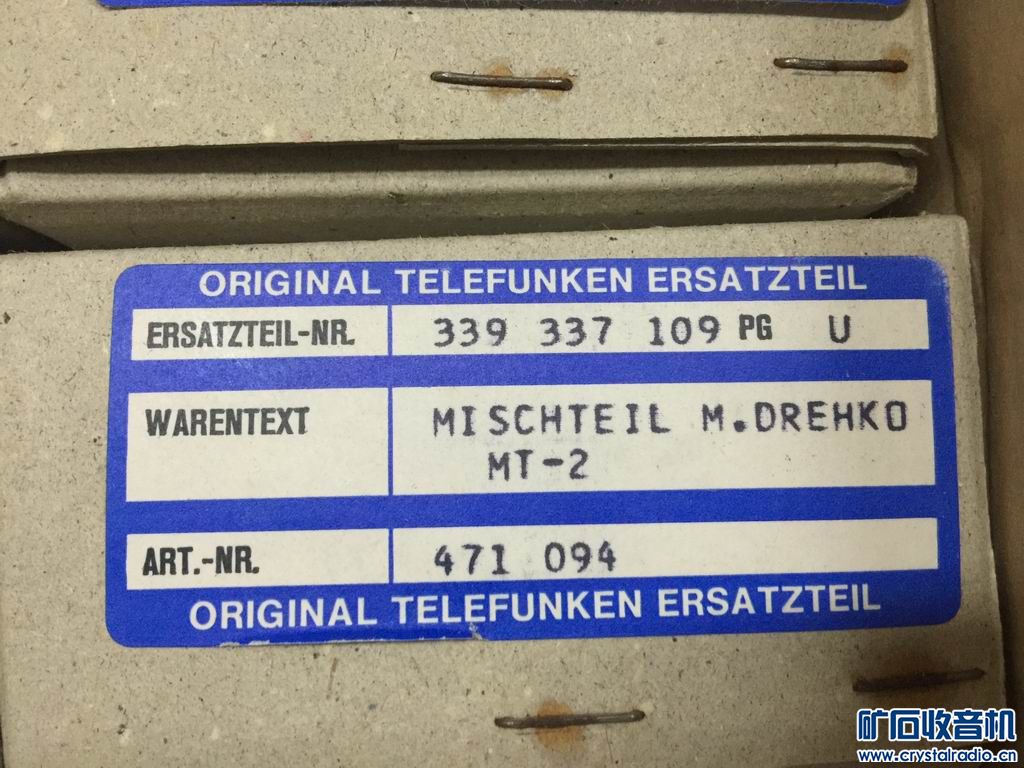 ORIGINAL TELEFUNKEN ERSATZTEIL
ERSATZTEIL-NR. 339 337 109 PG U
WARENTEXT MISCHTEIL M.DREHKO
MT-2
ART.-NR. 471 094
ORIGINAL TELEFUNKEN ERSATZTEIL
矿石收音机
www.crystalradio.cn